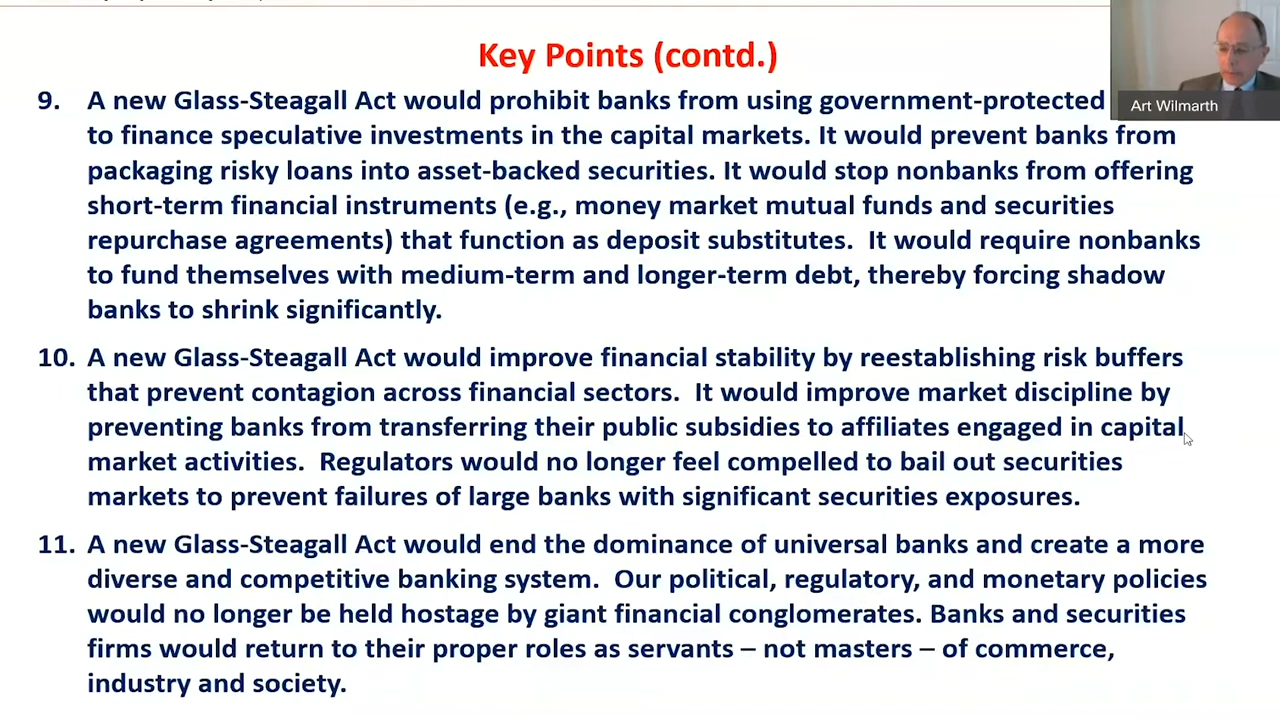 Key Points (contd.)
9. A new Glass-Steagall Act would prohibit banks from using government-protected
to finance speculative investments in the capital markets. It would prevent banks from
packaging risky loans into asset-backed securities. It would stop nonbanks from offering
short-term financial instruments (e.g., money market mutual funds and securities
repurchase agreements) that function as deposit substitutes. It would require nonbanks
to fund themselves with medium-term and longer-term debt, thereby forcing shadow
banks to shrink significantly.
10. A new Glass-Steagall Act would improve financial stability by reestablishing risk buffers
that prevent contagion across financial sectors. It would improve market discipline by
preventing banks from transferring their public subsidies to affiliates engaged in capital
market activities. Regulators would no longer feel compelled to bail out securities
markets to prevent failures of large banks with significant securities exposures.
11. A new Glass-Steagall Act would end the dominance of universal banks and create a more
diverse and competitive banking system. Our political, regulatory, and monetary policies
would no longer be held hostage by giant financial conglomerates. Banks and securities
firms would return to their proper roles as servants – not masters – of commerce,
industry and society.
Art Wilmarth